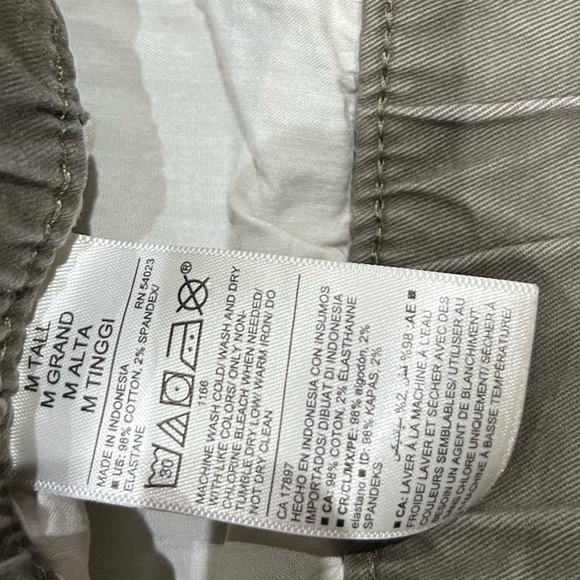 M TALL
M GRAND
M ALTA
M TINGGI
MADE IN INDONESIA RN 54023
■ US: 98% COTTON, 2% SPANDEX/
ELASTANE
30
1166
MACHINE WASH COLD/ WASH AND DRY
WITH LIKE COLORS/ ONLY NON-
CHLORINE BLEACH WHEN NEEDED/
TUMBLE DRY LOW/ WARM IRON/ DO
NOT DRY CLEAN
CA 17897
HECHO EN INDONESIA CON INSUMOS
IMPORTADOS/ DIBUAT DI INDONESIA
■ CA: 98% COTON, 2% ÉLASTHANNE
■ CR/CL/MX/PE: 98% algodón, 2%
elastano ■ ID: 98% KAPAS, 2%
SPANDEKS
■ AE:
■ CA: LAVER À LA MACHINE À L'EAU
FROIDE/ LAVER ET SÉCHER AVEC DES
COULEURS SEMBLABLES/ UTILISER AU
BESOIN UN AGENT DE BLANCHIMENT
CHLORE UNIQUEMENT/ SÉCHER À
MACHINE À BASSE TEMPÉRATURE/